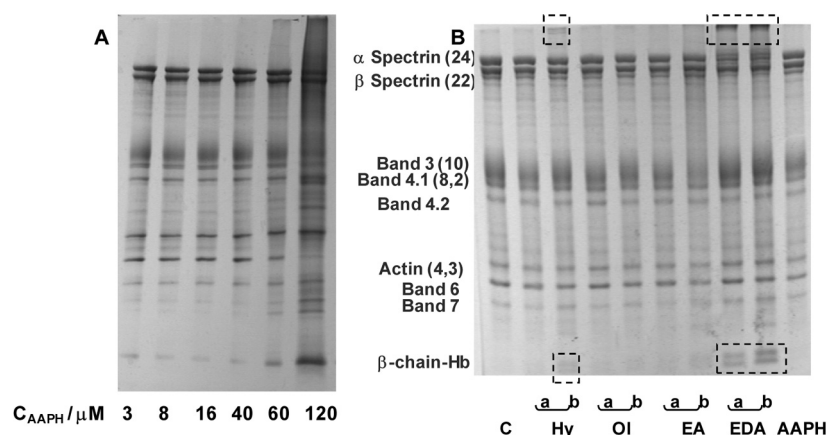 A
B
α Spectrin (24)
β Spectrin (22)
Band 3 (10)
Band 4.1 (8,2)
Band 4.2
Actin (4,3)
Band 6
Band 7
β-chain-Hb
C AAPH / μM 3 8 16 40 60 120
a b a b a b a b
C Hv Ol EA EDA AAPH